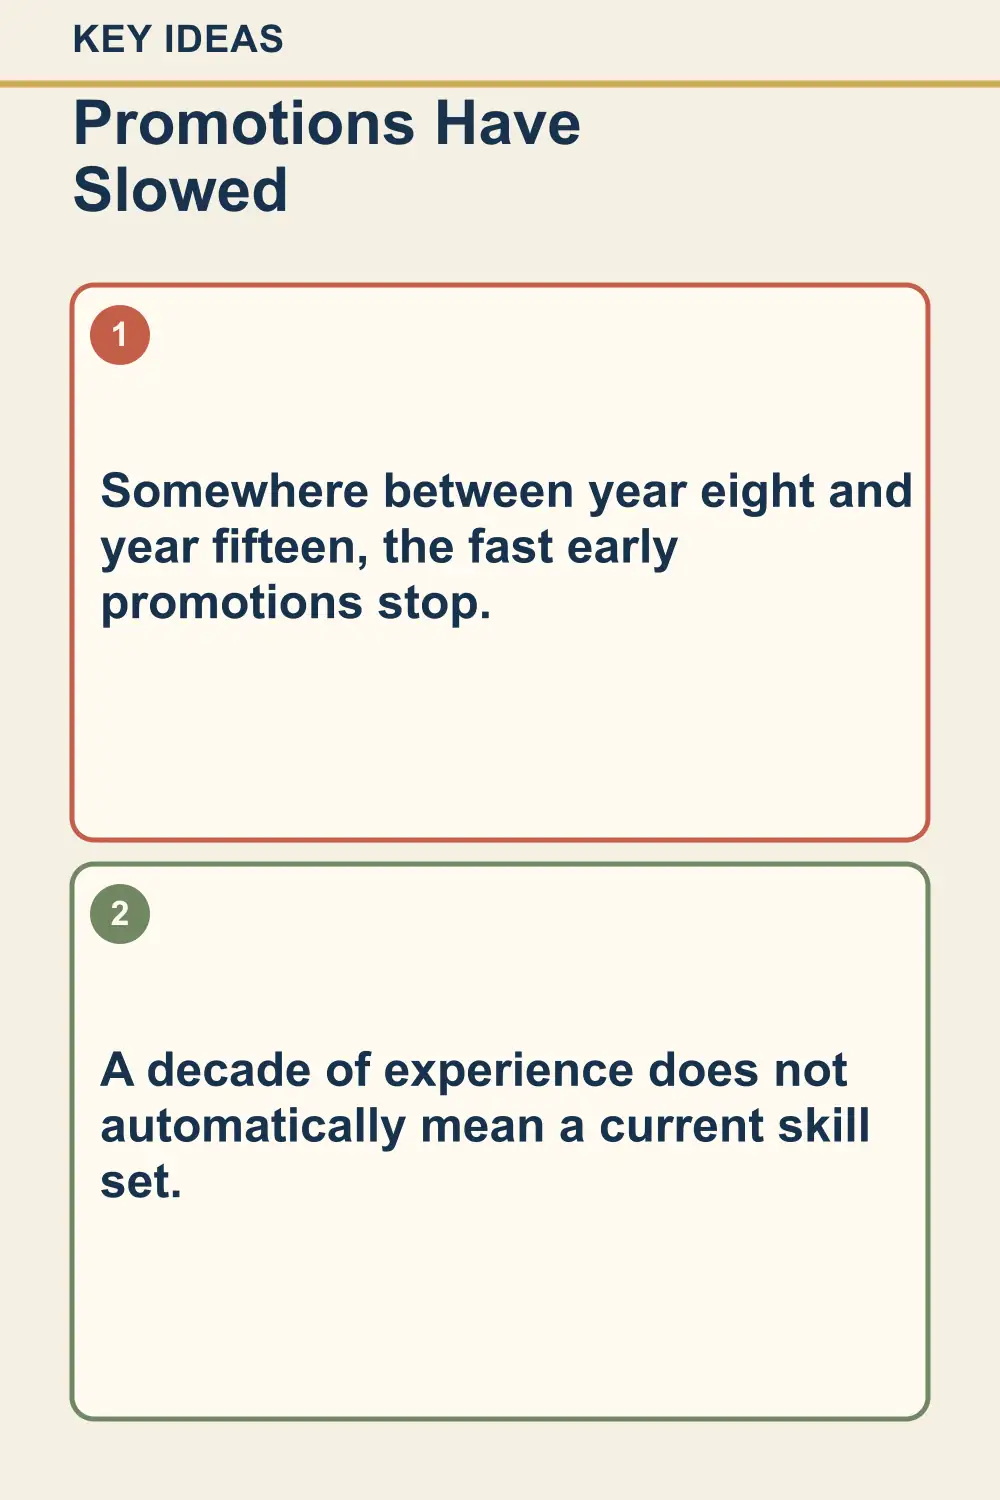 KEY IDEAS
Promotions Have
Slowed
1
Somewhere between year eight and
year fifteen, the fast early
promotions stop.
2
A decade of experience does not
automatically mean a current skill
set.